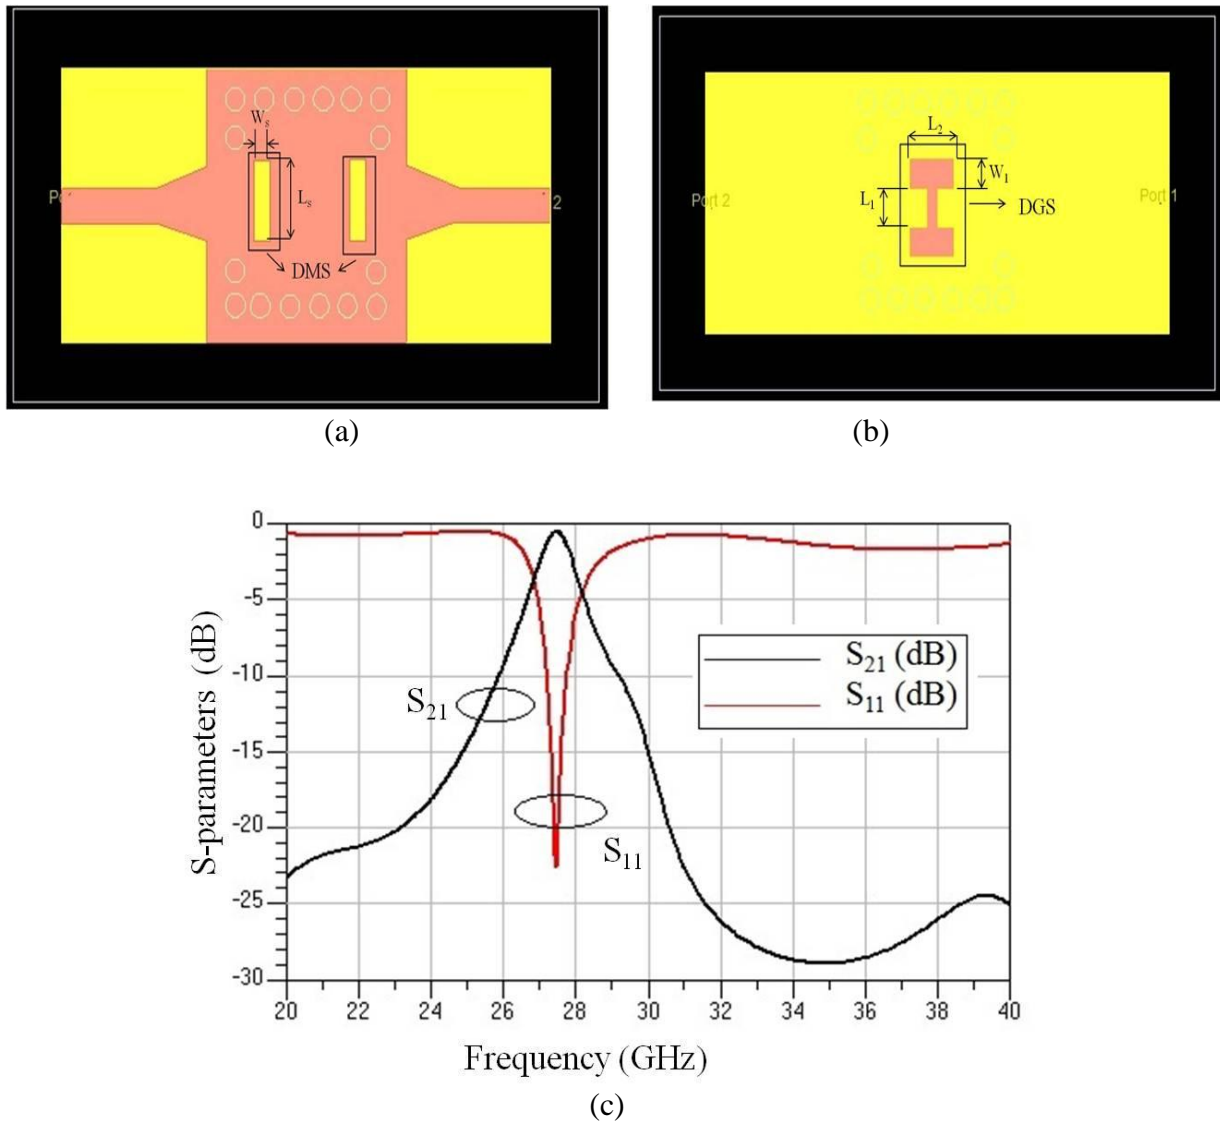 Wₛ
Lₛ
Po
2
DMS
L₂
W₁
L₁
DGS
Port 2
Port 1
(a)
(b)
S-parameters (dB)
0
-5
-10
-15
-20
-25
-30
S₂₁ (dB)
S₁₁ (dB)
S₂₁
S₁₁
20 22 24 26 28 30 32 34 36 38 40
Frequency (GHz)
(c)